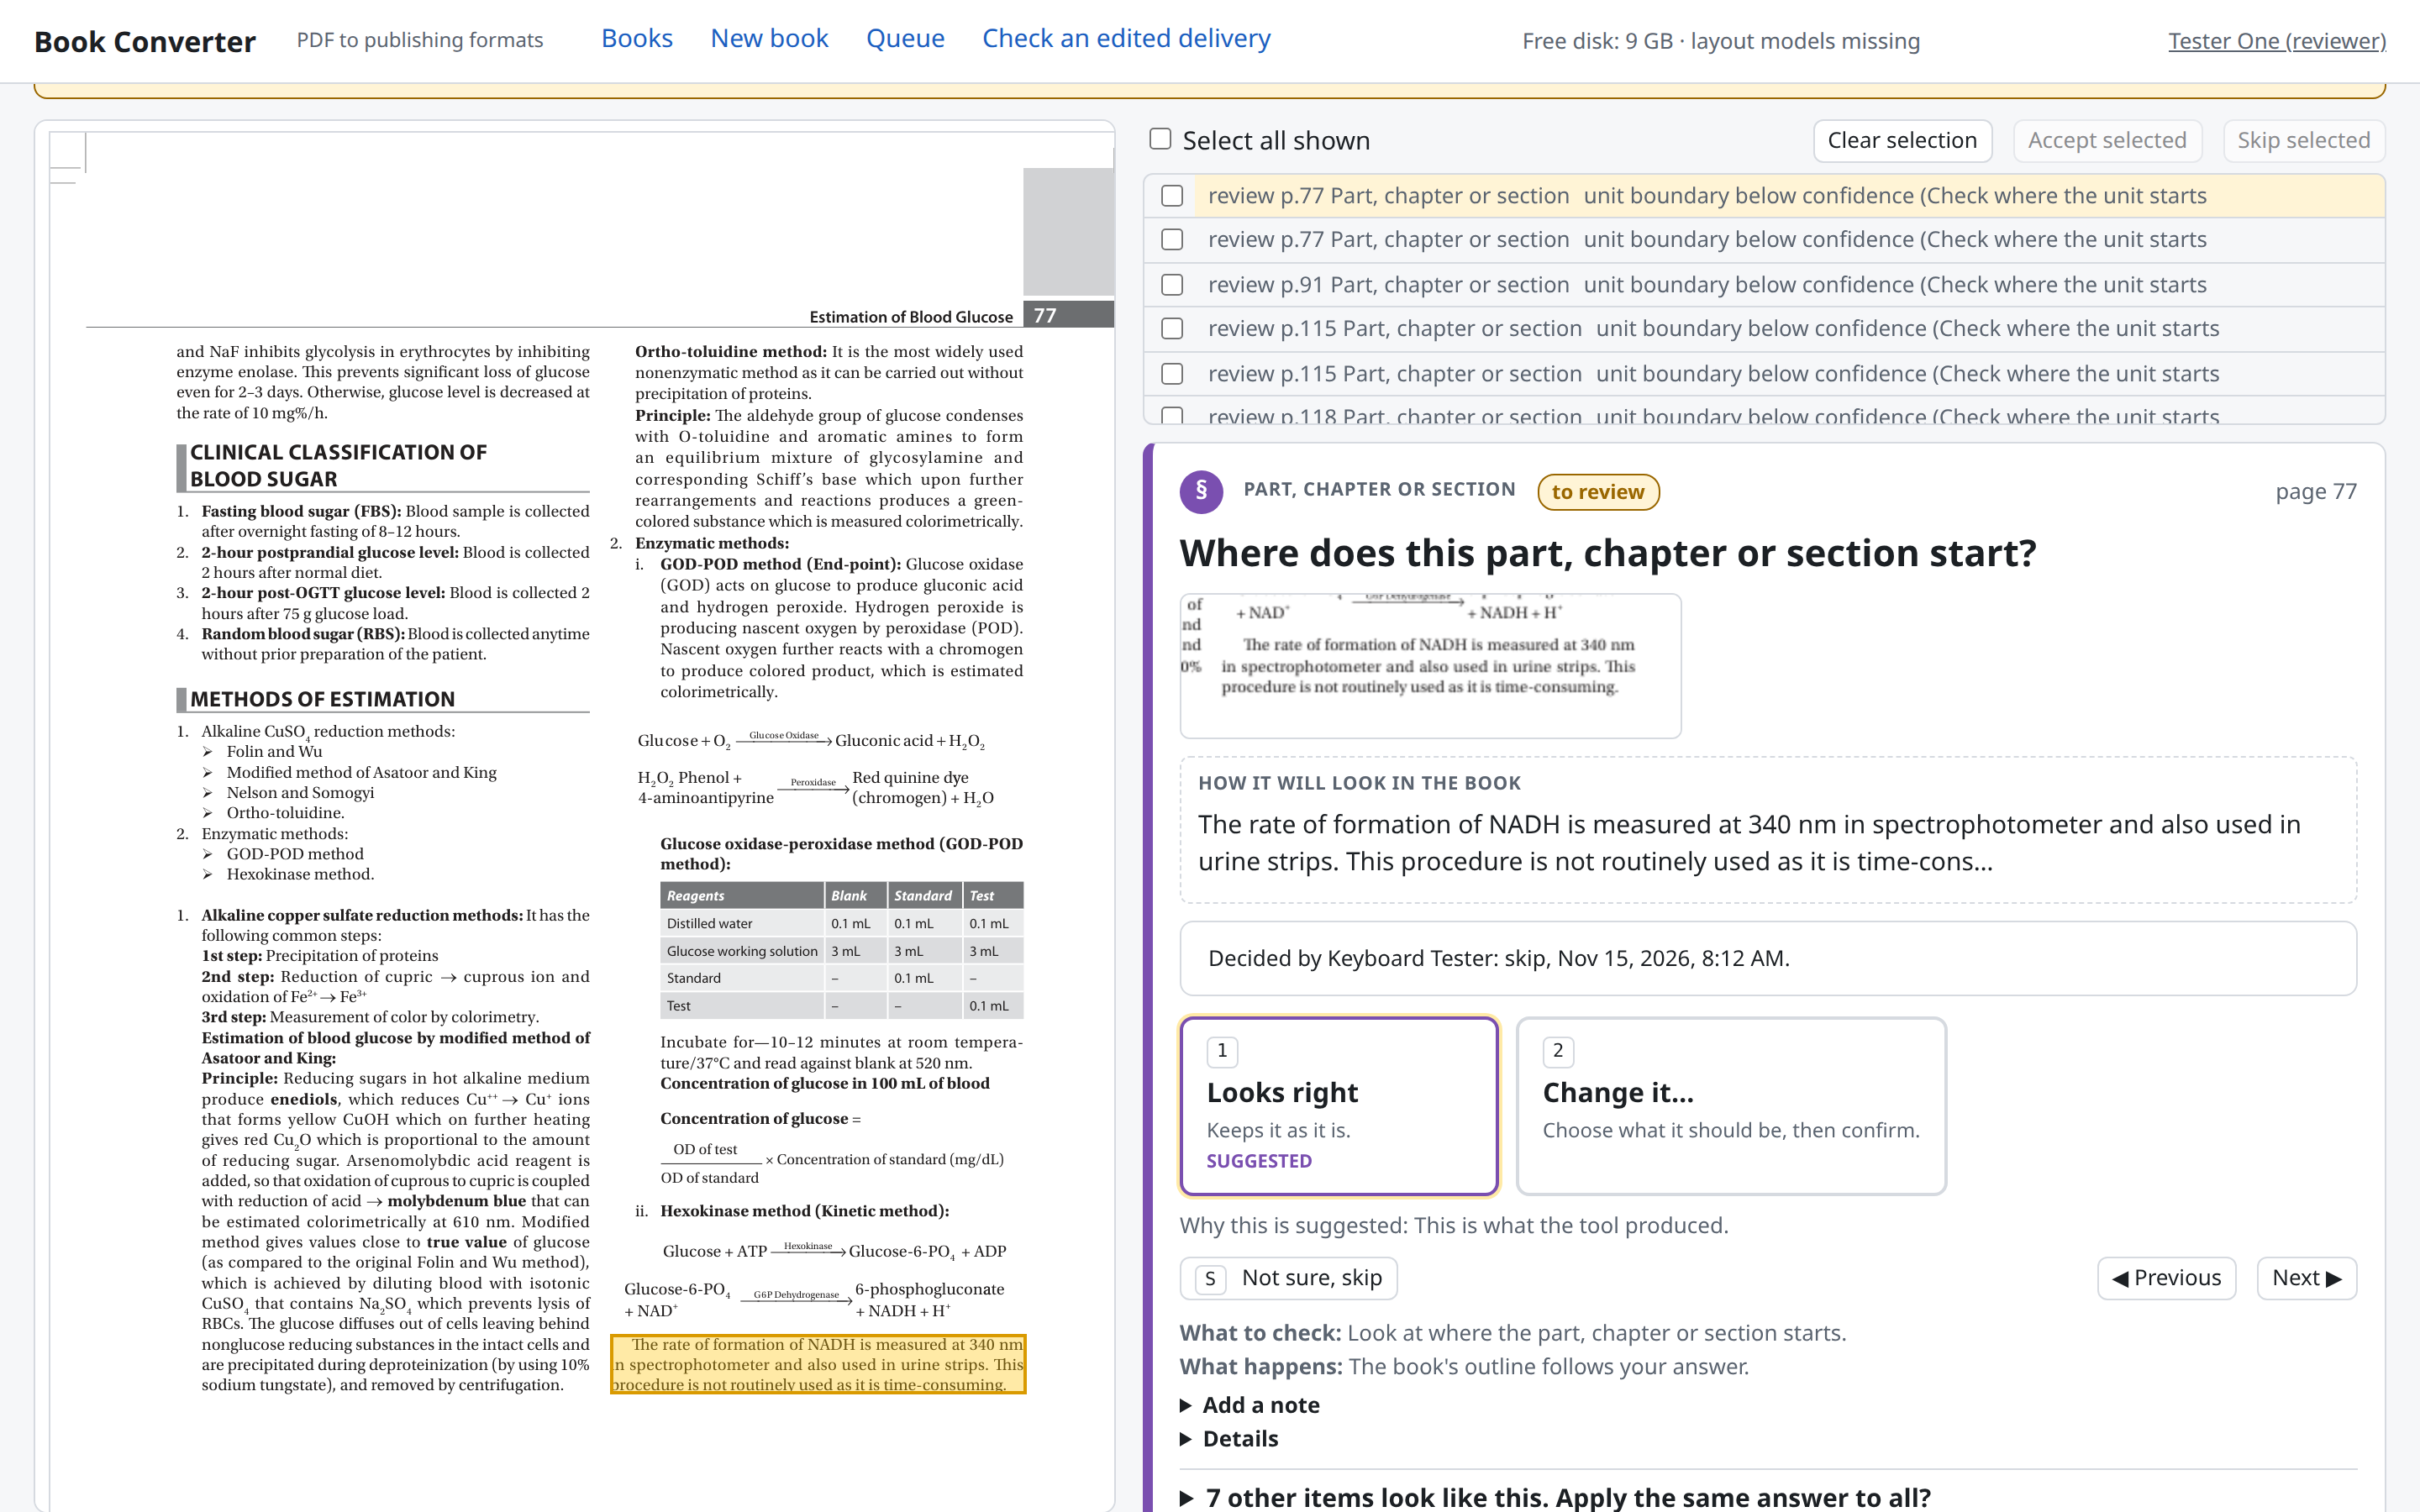 Book Converter
PDF to publishing formats
Books
New book
Queue
Check an edited delivery
Free disk: 9 GB · layout models missing
Tester One (reviewer)
Estimation of Blood Glucose 77
and NaF inhibits glycolysis in erythrocytes by inhibiting
enzyme enolase. This prevents significant loss of glucose
even for 2–3 days. Otherwise, glucose level is decreased at
the rate of 10 mg%/h.
CLINICAL CLASSIFICATION OF
BLOOD SUGAR
1. Fasting blood sugar (FBS): Blood sample is collected
after overnight fasting of 8–12 hours.
2. 2-hour postprandial glucose level: Blood is collected
2 hours after normal diet.
3. 2-hour post-OGTT glucose level: Blood is collected 2
hours after 75 g glucose load.
4. Random blood sugar (RBS): Blood is collected anytime
without prior preparation of the patient.
METHODS OF ESTIMATION
1. Alkaline CuSO4 reduction methods:
➢ Folin and Wu
➢ Modified method of Asatoor and King
➢ Nelson and Somogyi
➢ Ortho-toluidine.
2. Enzymatic methods:
➢ GOD-POD method
➢ Hexokinase method.
1. Alkaline copper sulfate reduction methods: It has the
following common steps:
1st step: Precipitation of proteins
2nd step: Reduction of cupric → cuprous ion and
oxidation of Fe2+ → Fe3+
3rd step: Measurement of color by colorimetry.
Estimation of blood glucose by modified method of
Asatoor and King:
Principle: Reducing sugars in hot alkaline medium
produce enediols, which reduces Cu++ → Cu+ ions
that forms yellow CuOH which on further heating
gives red Cu2O which is proportional to the amount
of reducing sugar. Arsenomolybdic acid reagent is
added, so that oxidation of cuprous to cupric is coupled
with reduction of acid → molybdenum blue that can
be estimated colorimetrically at 610 nm. Modified
method gives values close to true value of glucose
(as compared to the original Folin and Wu method),
which is achieved by diluting blood with isotonic
CuSO4 that contains Na2SO4 which prevents lysis of
RBCs. The glucose diffuses out of cells leaving behind
nonglucose reducing substances in the intact cells and
are precipitated during deproteinization (by using 10%
sodium tungstate), and removed by centrifugation.
Ortho-toluidine method: It is the most widely used
nonenzymatic method as it can be carried out without
precipitation of proteins.
Principle: The aldehyde group of glucose condenses
with O-toluidine and aromatic amines to form
an equilibrium mixture of glycosylamine and
corresponding Schiff's base which upon further
rearrangements and reactions produces a green-
colored substance which is measured colorimetrically.
2. Enzymatic methods:
i. GOD-POD method (End-point): Glucose oxidase
(GOD) acts on glucose to produce gluconic acid
and hydrogen peroxide. Hydrogen peroxide is
producing nascent oxygen by peroxidase (POD).
Nascent oxygen further reacts with a chromogen
to produce colored product, which is estimated
colorimetrically.
Glucose + O2 Glucose Oxidase → Gluconic acid + H2O2
H2O2 Phenol + Peroxidase → Red quinine dye
4-aminoantipyrine (chromogen) + H2O
Glucose oxidase-peroxidase method (GOD-POD
method):
Reagents Blank Standard Test
Distilled water 0.1 mL 0.1 mL 0.1 mL
Glucose working solution 3 mL 3 mL 3 mL
Standard – 0.1 mL –
Test – – 0.1 mL
Incubate for—10–12 minutes at room tempera-
ture/37°C and read against blank at 520 nm.
Concentration of glucose in 100 mL of blood
Concentration of glucose =
OD of test
× Concentration of standard (mg/dL)
OD of standard
ii. Hexokinase method (Kinetic method):
Glucose + ATP Hexokinase → Glucose-6-PO4 + ADP
Glucose-6-PO4 G6P Dehydrogenase → 6-phosphogluconate
+ NAD+ + NADH + H+
The rate of formation of NADH is measured at 340 nm
in spectrophotometer and also used in urine strips. This
procedure is not routinely used as it is time-consuming.
Select all shown
Clear selection
Accept selected
Skip selected
review p.77 Part, chapter or section unit boundary below confidence (Check where the unit starts
review p.77 Part, chapter or section unit boundary below confidence (Check where the unit starts
review p.91 Part, chapter or section unit boundary below confidence (Check where the unit starts
review p.115 Part, chapter or section unit boundary below confidence (Check where the unit starts
review p.115 Part, chapter or section unit boundary below confidence (Check where the unit starts
review p.118 Part, chapter or section unit boundary below confidence (Check where the unit starts
§ PART, CHAPTER OR SECTION to review page 77
Where does this part, chapter or section start?
of + NAD+ + NADH + H+
nd
nd The rate of formation of NADH is measured at 340 nm
0% in spectrophotometer and also used in urine strips. This
procedure is not routinely used as it is time-consuming.
HOW IT WILL LOOK IN THE BOOK
The rate of formation of NADH is measured at 340 nm in spectrophotometer and also used in
urine strips. This procedure is not routinely used as it is time-cons...
Decided by Keyboard Tester: skip, Nov 15, 2026, 8:12 AM.
1
Looks right
Keeps it as it is.
SUGGESTED
2
Change it...
Choose what it should be, then confirm.
Why this is suggested: This is what the tool produced.
S Not sure, skip
◀ Previous
Next ▶
What to check: Look at where the part, chapter or section starts.
What happens: The book's outline follows your answer.
▶ Add a note
▶ Details
▶ 7 other items look like this. Apply the same answer to all?